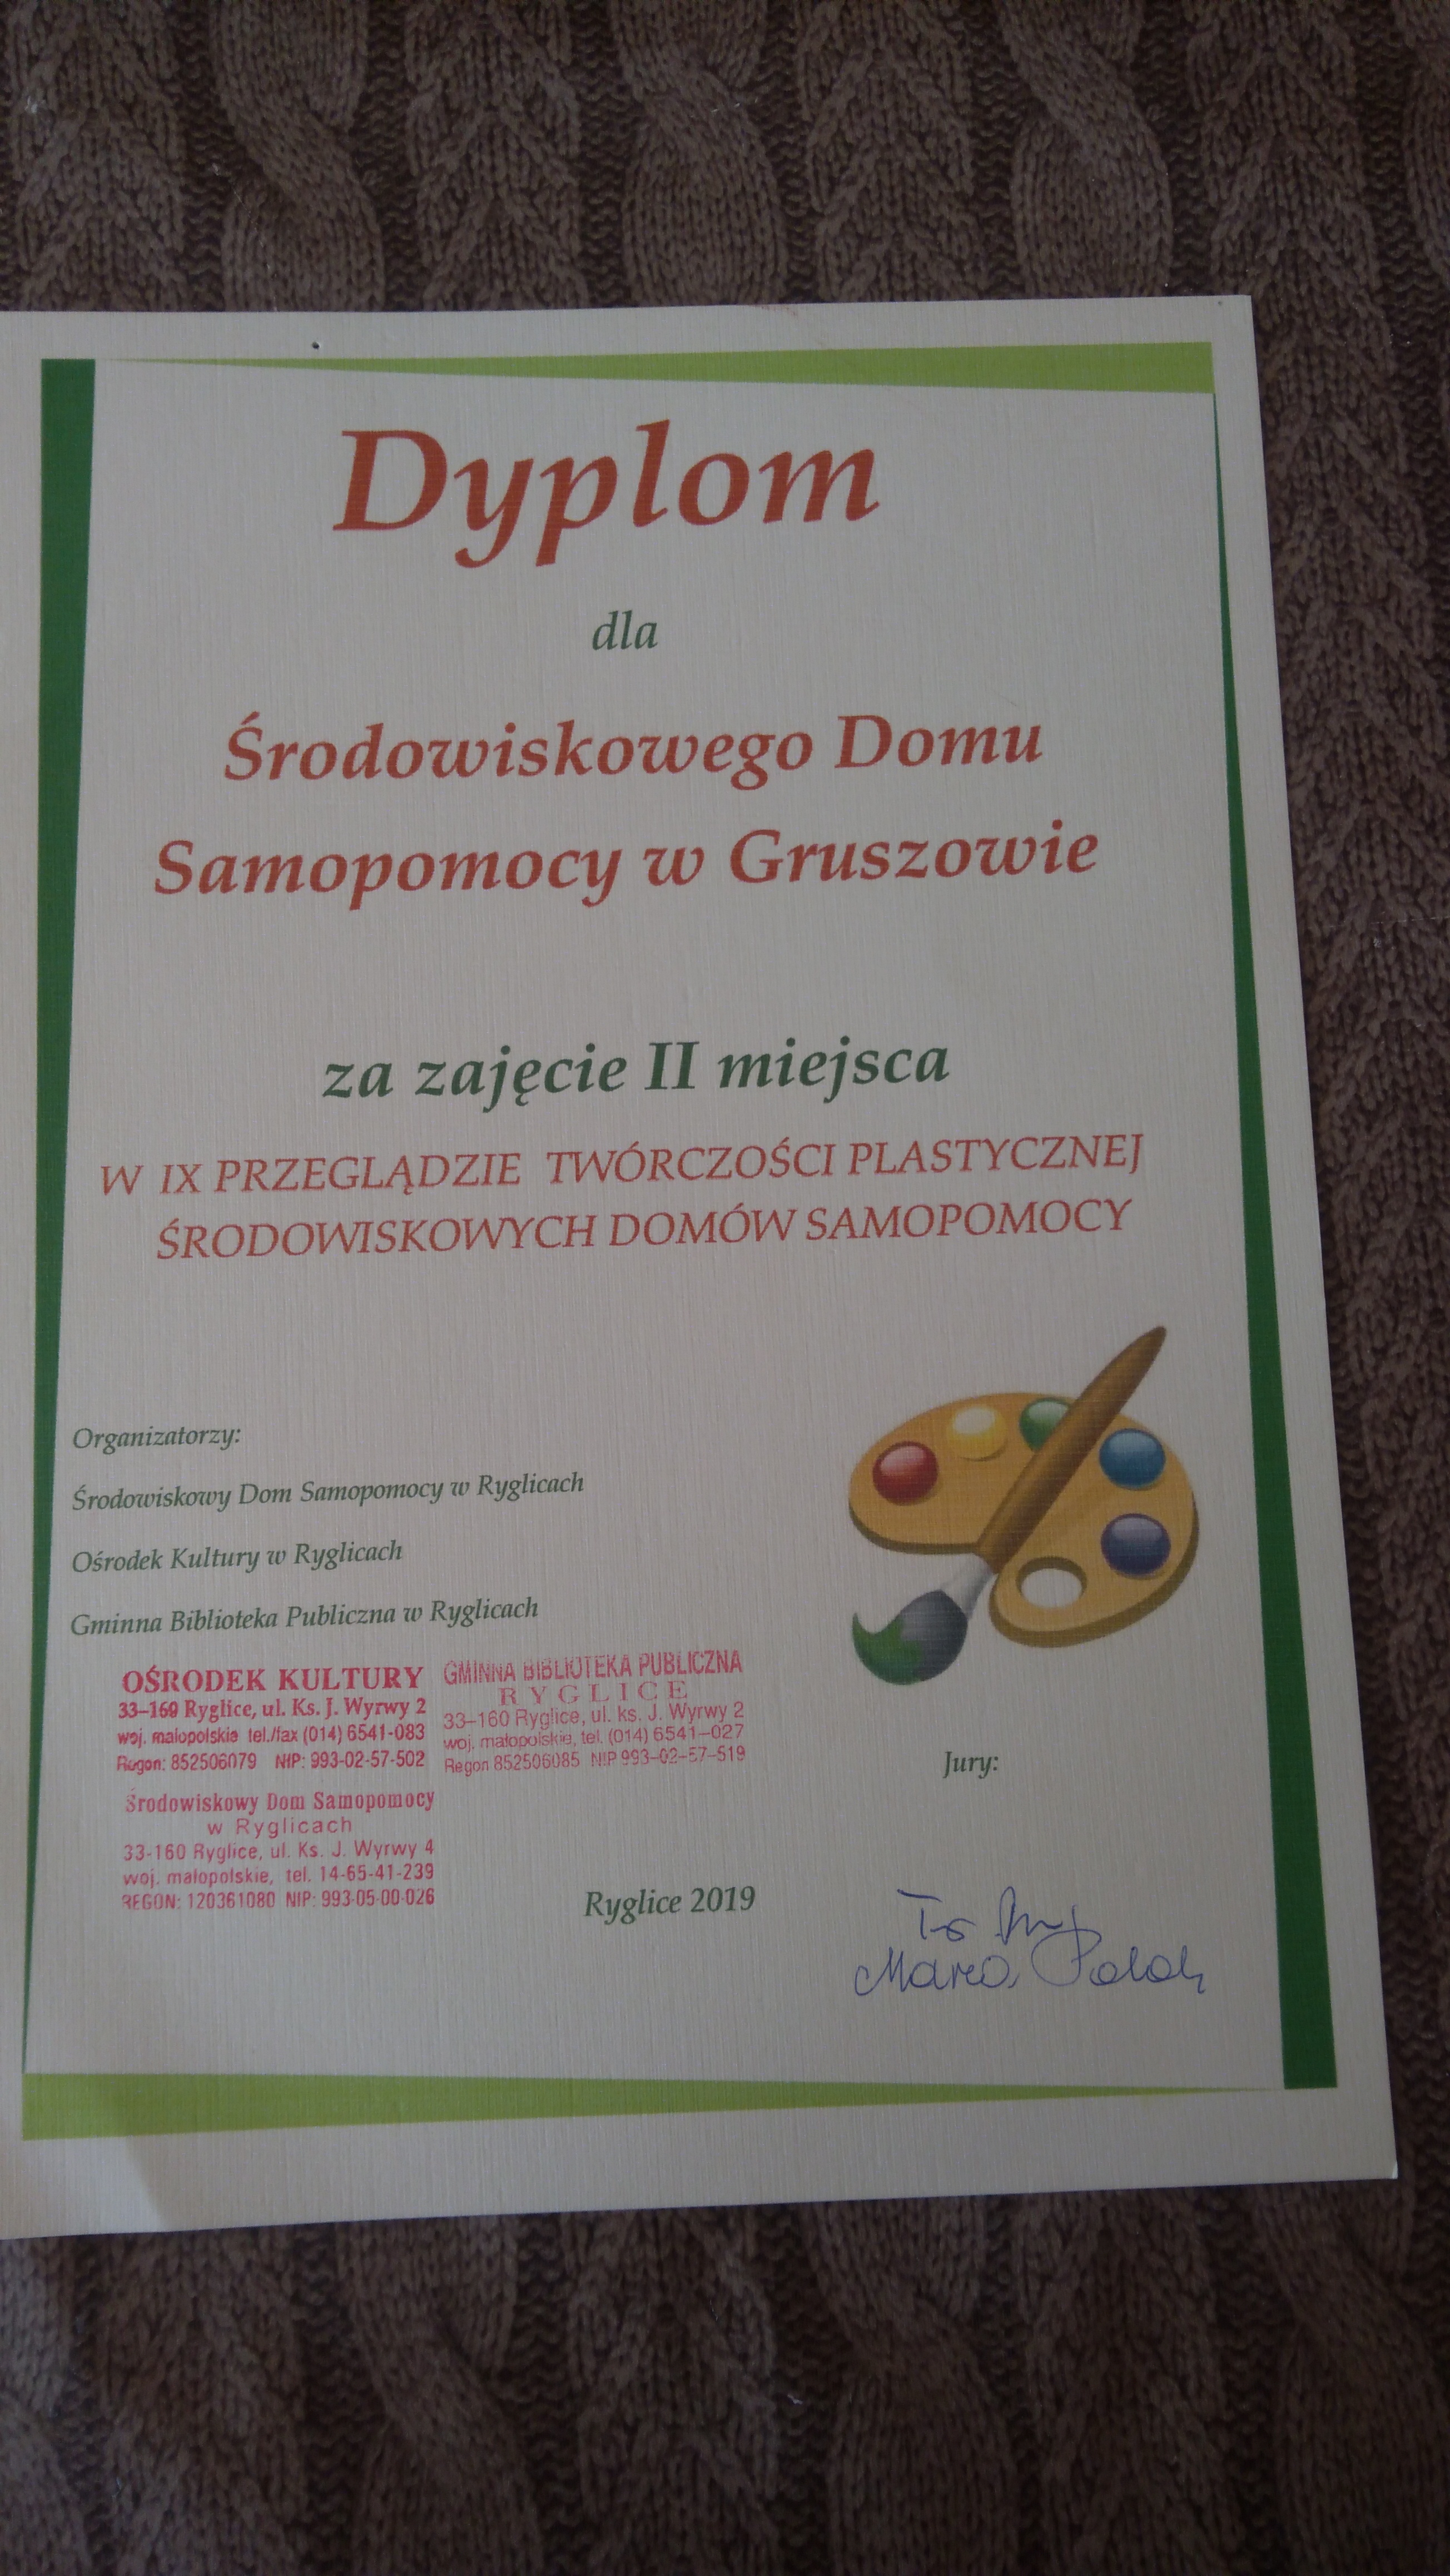 Dyplom
dla
Środowiskowego Domu
Samopomocy w Gruszowie
za zajęcie II miejsca
W IX PRZEGLĄDZIE TWÓRCZOŚCI PLASTYCZNEJ
ŚRODOWISKOWYCH DOMÓW SAMOPOMOCY
Organizatorzy:
Środowiskowy Dom Samopomocy w Ryglicach
Ośrodek Kultury w Ryglicach
Gminna Biblioteka Publiczna w Ryglicach
OŚRODEK KULTURY
33-160 Ryglice, ul. Ks. J. Wyrwy 2
woj. małopolskie tel./fax (014) 6541-083
Regon: 852506079 NIP: 993-02-57-502
GMINNA BIBLIOTEKA PUBLICZNA
RYGLICE
33-160 Ryglice, ul. ks. J. Wyrwy 2
woj. małopolskie, tel. (014) 6541-027
Regon 852506085 NIP 993-02-57-519
Środowiskowy Dom Samopomocy
w Ryglicach
33-160 Ryglice, ul. Ks. J. Wyrwy 4
woj. małopolskie, tel. 14-65-41-239
REGON: 120361080 NIP: 993-05-00-026
Ryglice 2019
Jury: